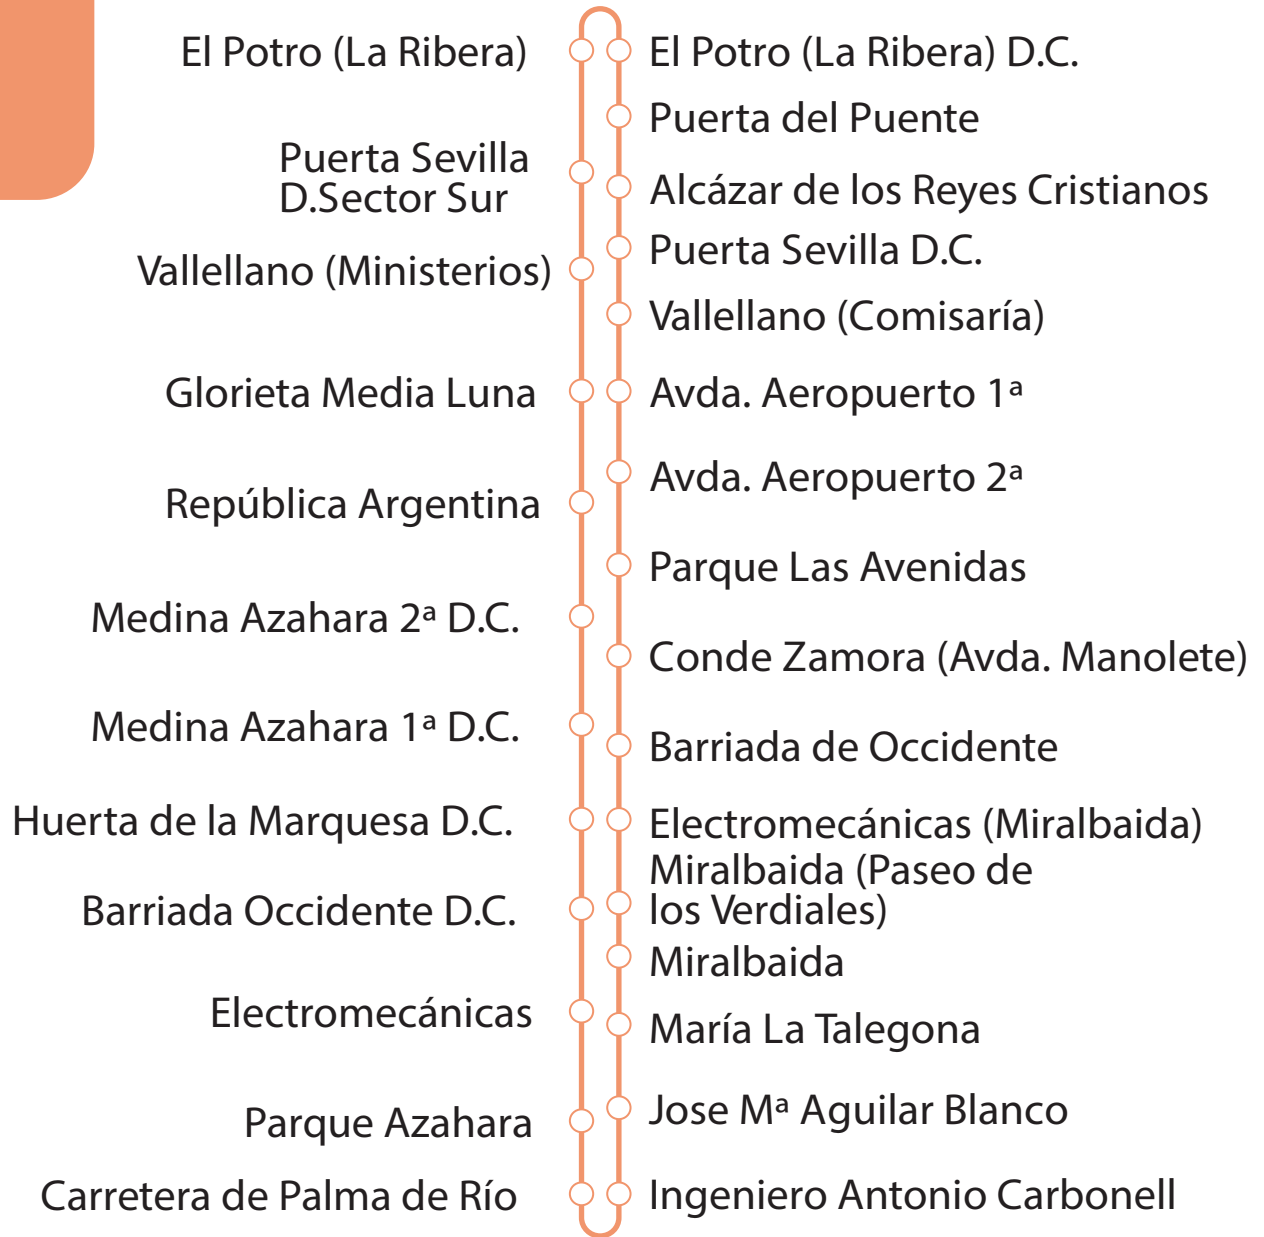 El Potro (La Ribera)
Puerta Sevilla
D.Sector Sur
Vallellano (Ministerios)
Glorieta Media Luna
República Argentina
Medina Azahara 2ª D.C.
Medina Azahara 1ª D.C.
Huerta de la Marquesa D.C.
Barriada Occidente D.C.
Electromecánicas
Parque Azahara
Carretera de Palma de Río
El Potro (La Ribera) D.C.
Puerta del Puente
Alcázar de los Reyes Cristianos
Puerta Sevilla D.C.
Vallellano (Comisaría)
Avda. Aeropuerto 1ª
Avda. Aeropuerto 2ª
Parque Las Avenidas
Conde Zamora (Avda. Manolete)
Barriada de Occidente
Electromecánicas (Miralbaida)
Miralbaida (Paseo de
los Verdiales)
Miralbaida
María La Talegona
Jose Mª Aguilar Blanco
Ingeniero Antonio Carbonell